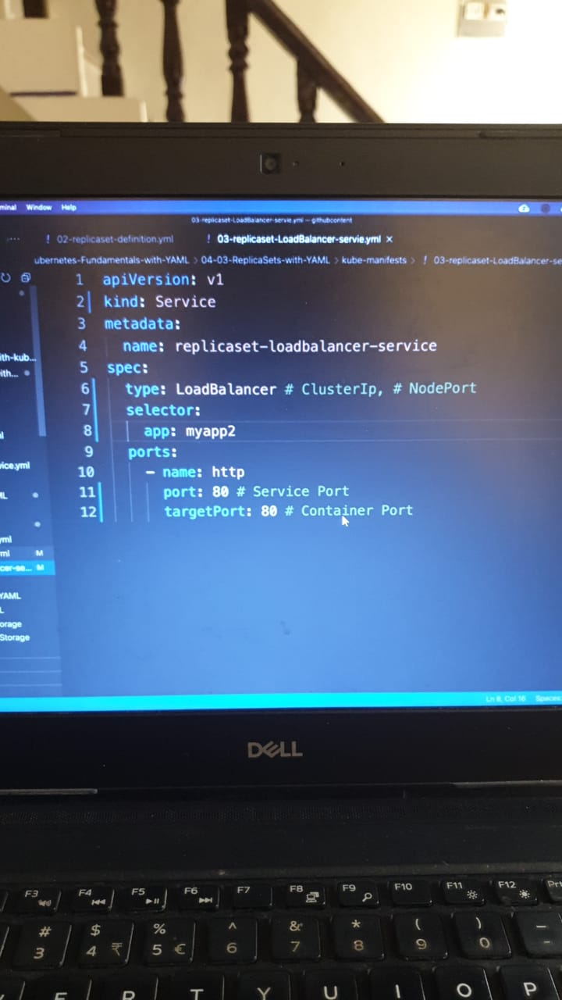 minal Window Help
03-replicaset-LoadBalancer-servie.yml — githubcontent
! 02-replicaset-definition.yml ! 03-replicaset-LoadBalancer-servie.yml ×
ubernetes-Fundamentals-with-YAML > 04-03-ReplicaSets-with-YAML > kube-manifests > ! 03-replicaset-LoadBalancer-se
1 apiVersion: v1
2 kind: Service
3 metadata:
4 name: replicaset-loadbalancer-service
5 spec:
6 type: LoadBalancer # ClusterIp, # NodePort
7 selector:
8 app: myapp2
9 ports:
10 - name: http
11 port: 80 # Service Port
12 targetPort: 80 # Container Port
ith-kub...
ith...
vice.yml
ML
yml
ml M
cer-se... M
YAML
L
orage
Storage
Ln 8, Col 16 Spaces:
DELL
F3 F4 F5 F6 F7 F8 F9 F10 F11 F12 Prt
# $ % ^ & * ( ) –
3 4 ₹ 5 € 6 7 8 9 0 -
E R T Y U I O P